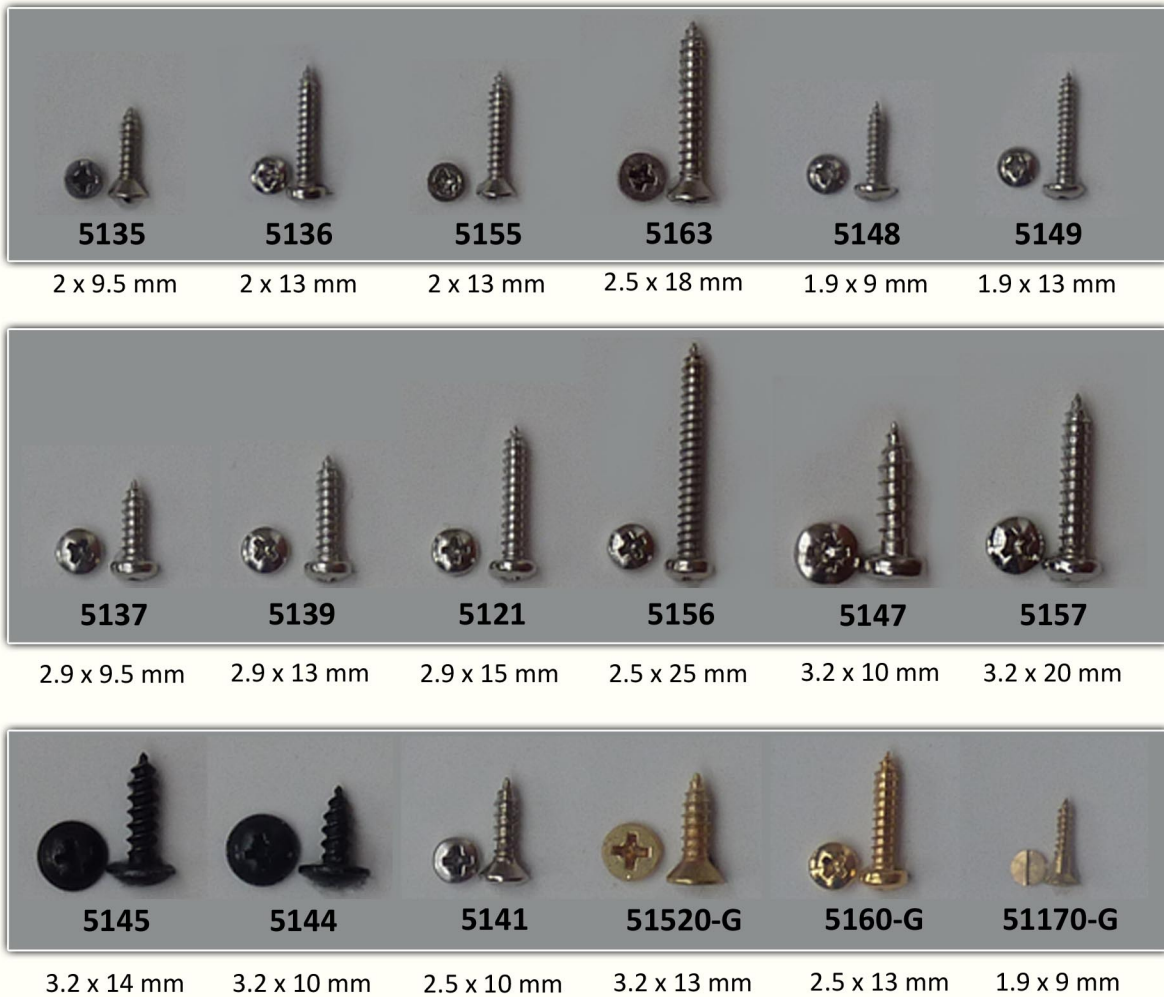 5135 5136 5155 5163 5148 5149
2 x 9.5 mm 2 x 13 mm 2 x 13 mm 2.5 x 18 mm 1.9 x 9 mm 1.9 x 13 mm
5137 5139 5121 5156 5147 5157
2.9 x 9.5 mm 2.9 x 13 mm 2.9 x 15 mm 2.5 x 25 mm 3.2 x 10 mm 3.2 x 20 mm
5145 5144 5141 51520-G 5160-G 51170-G
3.2 x 14 mm 3.2 x 10 mm 2.5 x 10 mm 3.2 x 13 mm 2.5 x 13 mm 1.9 x 9 mm